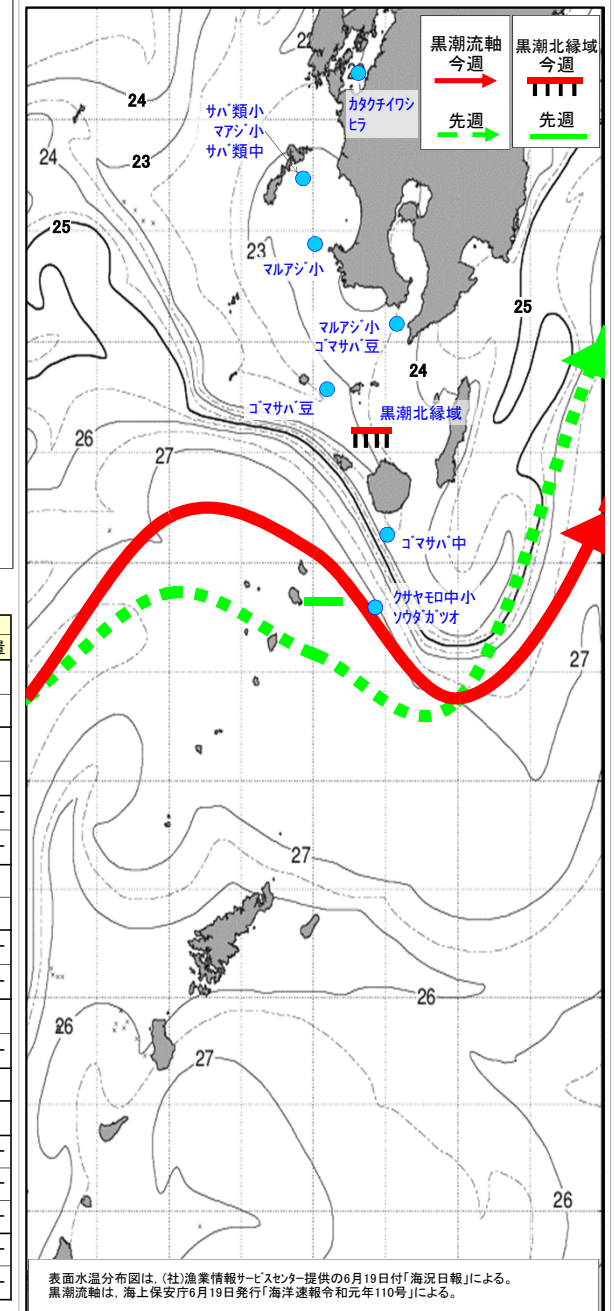 黒潮流軸
今週
先週
黒潮北縁域
今週
先週
22
カタクチイワシ
ヒラ
24
サバ類小
マアジ小
サバ類中
24
23
25
23
マルアジ小
25
マルアジ小
ゴマサバ豆
24
ゴマサバ豆
黒潮北縁域
26
27
ゴマサバ中
クサヤモロ中小
ソウダガツオ
量
27
27
26
26
27
26
表面水温分布図は,(社)漁業情報サービスセンター提供の6月19日付「海況日報」による。
黒潮流軸は,海上保安庁6月19日発行「海洋速報令和元年110号」による。